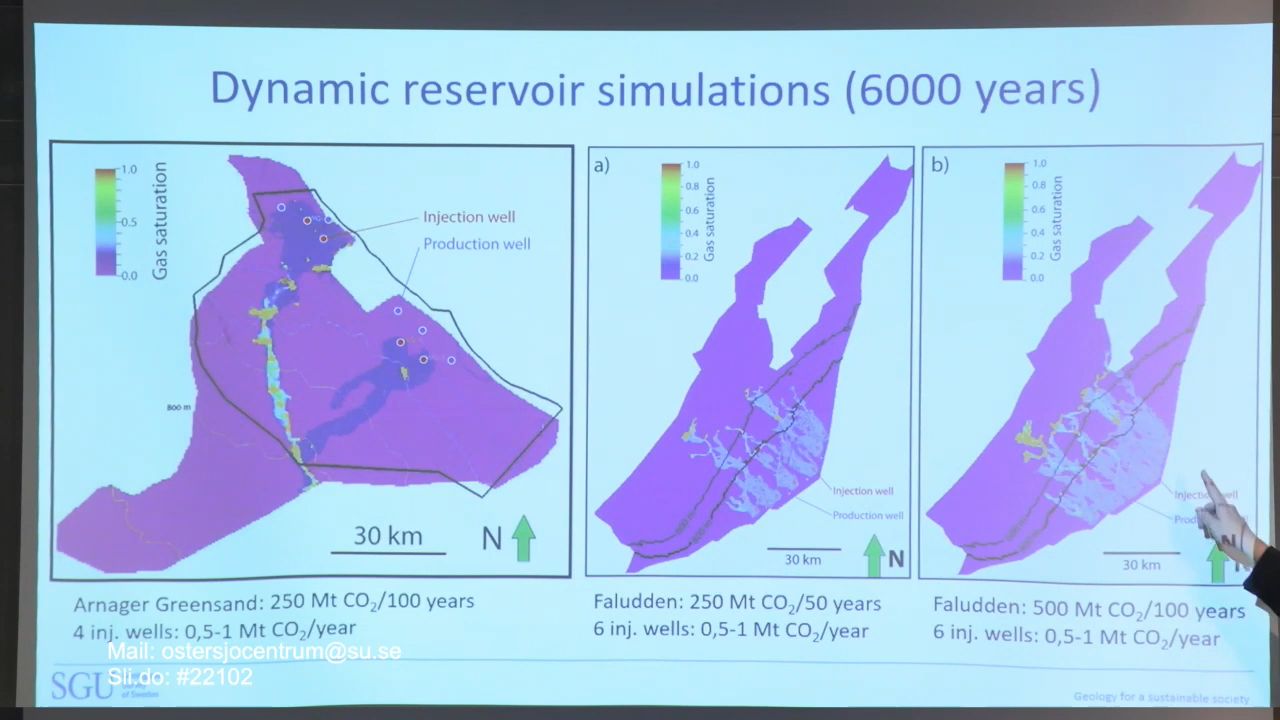 Dynamic reservoir simulations (6000 years)
1.0
0.5
0.0
Gas saturation
Injection well
Production well
800 m
30 km
N
a)
1.0
0.8
0.6
0.4
0.2
0.0
Gas saturation
Injection well
Production well
30 km
N
b)
1.0
0.8
0.6
0.4
0.2
0.0
Gas saturation
30 km
N
Arnager Greensand: 250 Mt CO₂/100 years
4 inj. wells: 0,5-1 Mt CO₂/year
Faludden: 250 Mt CO₂/50 years
6 inj. wells: 0,5-1 Mt CO₂/year
Faludden: 500 Mt CO₂/100 years
6 inj. wells: 0,5-1 Mt CO₂/year
Mail: ostersjocentrum@su.se
Sli.do: #22102
SGU
of Sweden
Geology for a sustainable society